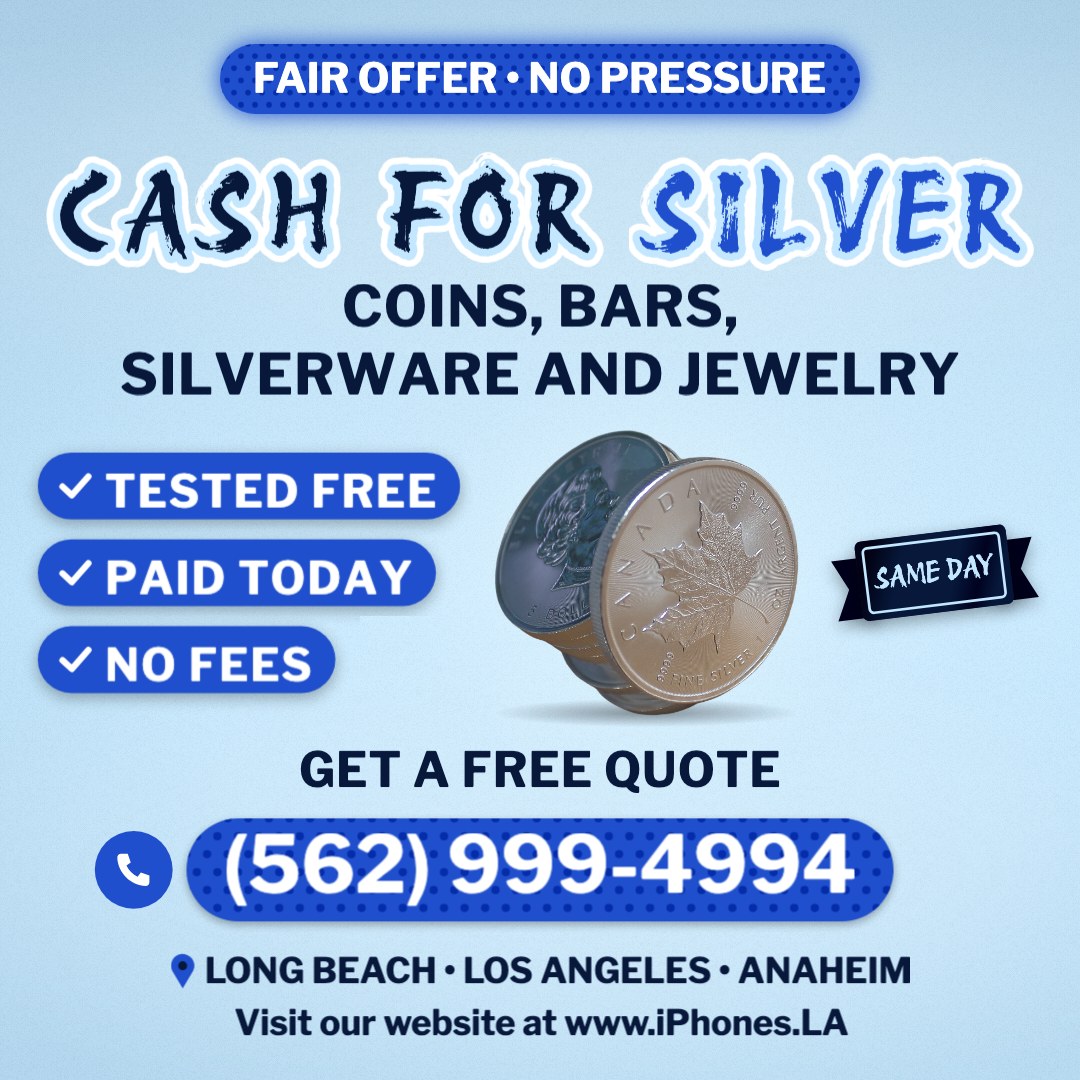 FAIR OFFER • NO PRESSURE
CASH FOR SILVER
COINS, BARS,
SILVERWARE AND JEWELRY
TESTED FREE
PAID TODAY
NO FEES
CANADA
9999
FINE SILVER
SAME DAY
GET A FREE QUOTE
(562) 999-4994
LONG BEACH • LOS ANGELES • ANAHEIM
Visit our website at www.iPhones.LA